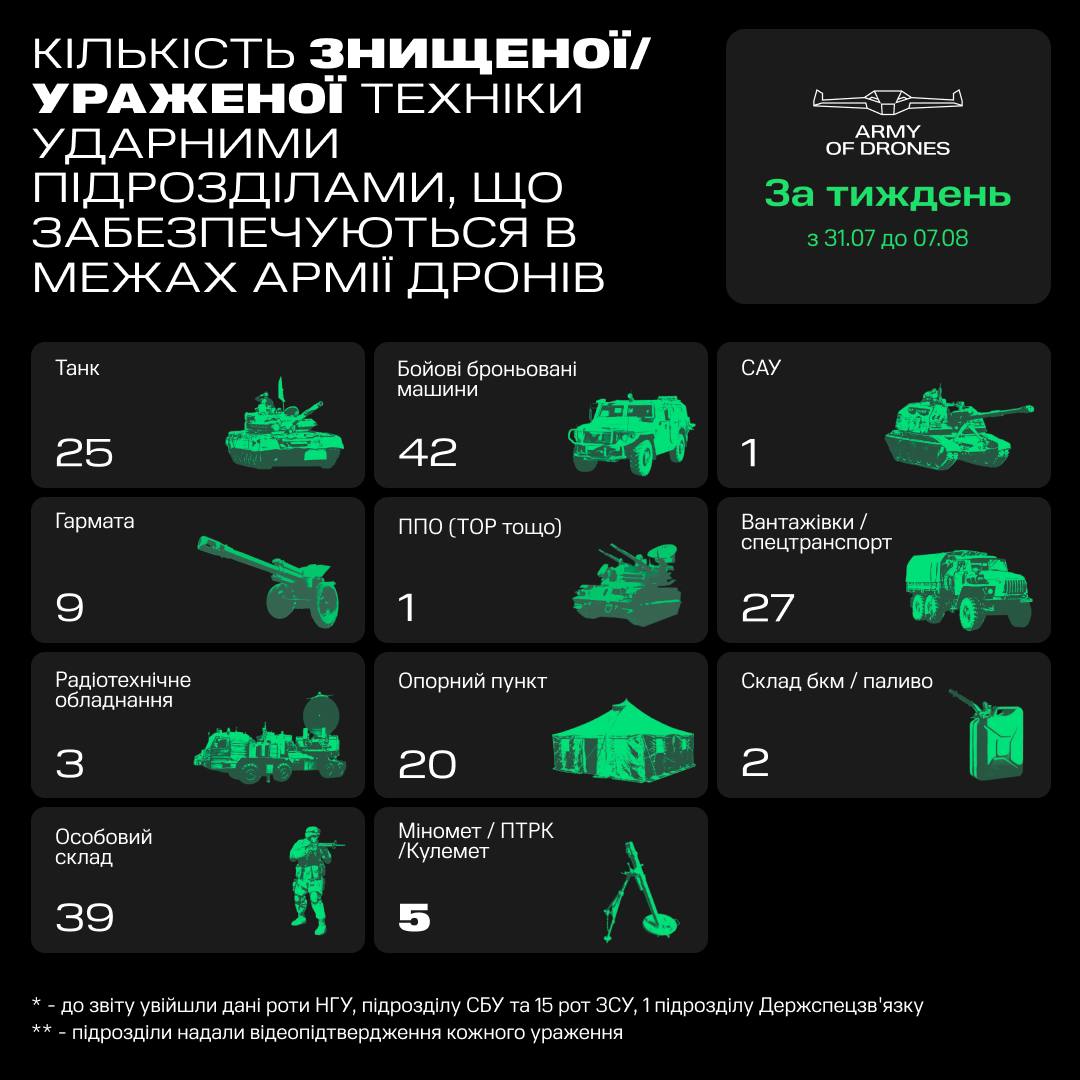 КІЛЬКІСТЬ ЗНИЩЕНОЇ/
УРАЖЕНОЇ ТЕХНІКИ
УДАРНИМИ
ПІДРОЗДІЛАМИ, ЩО
ЗАБЕЗПЕЧУЮТЬСЯ В
МЕЖАХ АРМІЇ ДРОНІВ
ARMY
OF DRONES
За тиждень
з 31.07 до 07.08
Танк
25
Бойові броньовані
машини
42
САУ
1
Гармата
9
ППО (ТОР тощо)
1
Вантажівки /
спецтранспорт
27
Радіотехнічне
обладнання
3
Опорний пункт
20
Склад бкм / паливо
2
Особовий
склад
39
Міномет / ПТРК
/Кулемет
5
* - до звіту увійшли дані роти НГУ, підрозділу СБУ та 15 рот ЗСУ, 1 підрозділу Держспецзв'язку
** - підрозділи надали відеопідтвердження кожного ураження